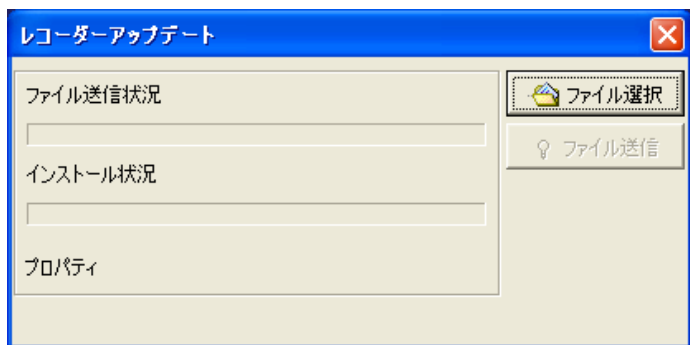 レコーダーアップデート
ファイル送信状況
インストール状況
プロパティ
ファイル選択
ファイル送信